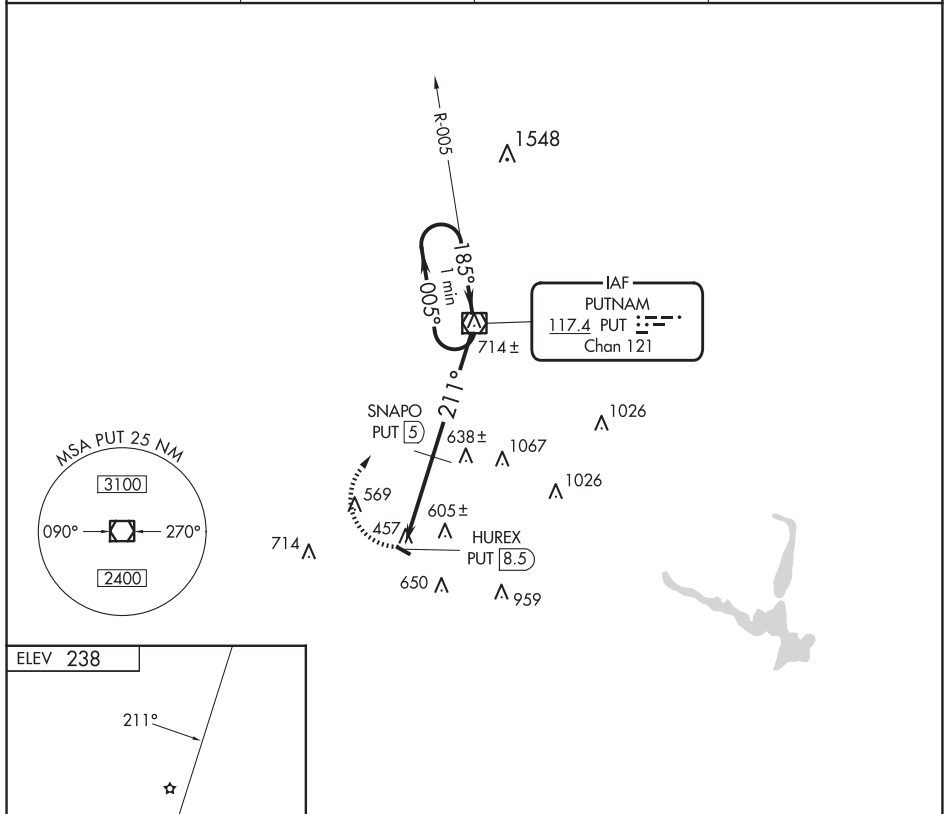 R-005
1548
185°
1 min
005°
IAF
PUTNAM
117.4 PUT
Chan 121
714 ±
211°
SNAPO
PUT 5
638 ±
1067
1026
1026
MSA PUT 25 NM
3100
090°
270°
2400
569
457
605 ±
HUREX
PUT 8.5
714
650
959
ELEV 238
211°